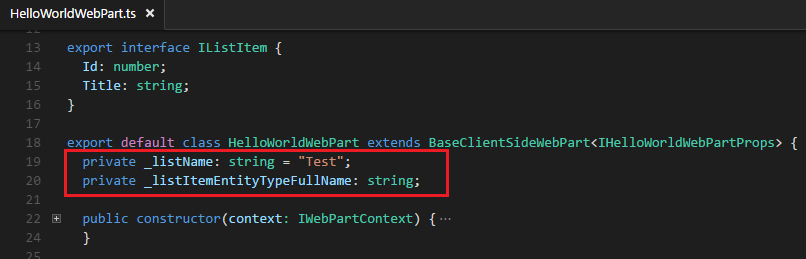 HelloWorldWebPart.ts ×
12
13 export interface IListItem {
14 Id: number;
15 Title: string;
16 }
17
18 export default class HelloWorldWebPart extends BaseClientSideWebPart<IHelloWorldWebPartProps> {
19 private _listName: string = "Test";
20 private _listItemEntityTypeFullName: string;
21
22 public constructor(context: IWebPartContext) {⋯
24 }
25